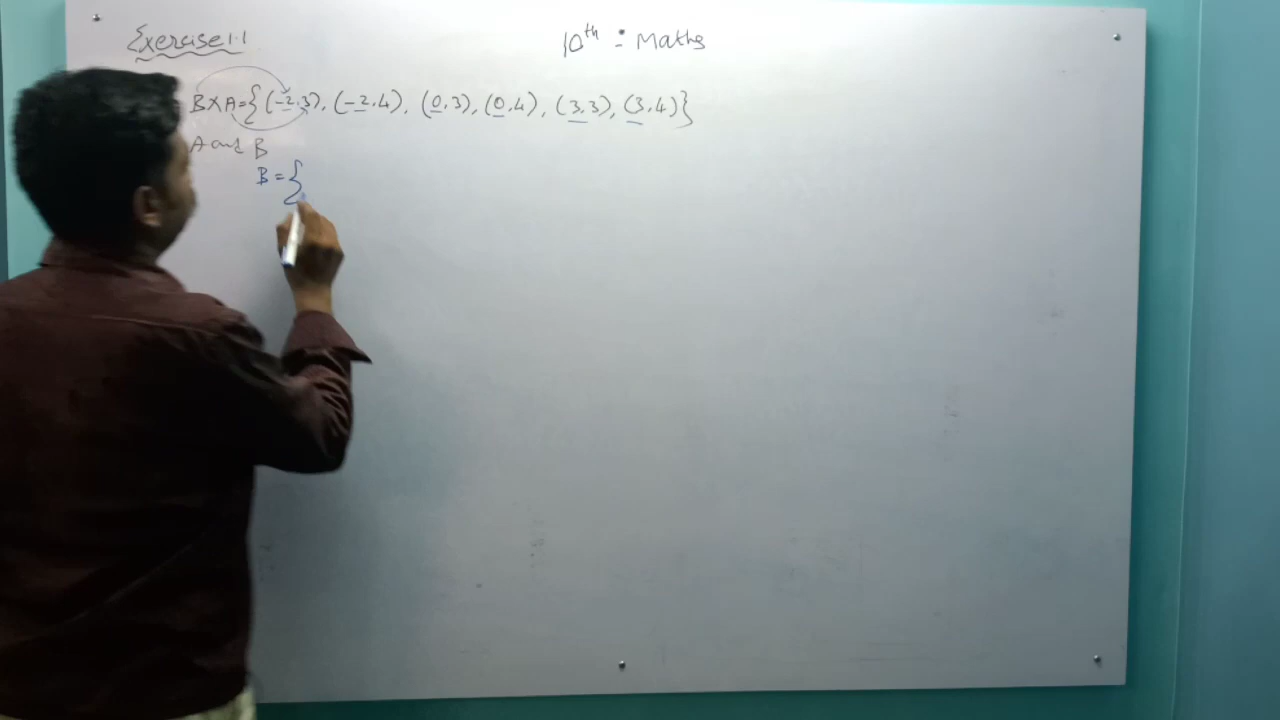 Exercise 1.1
10th : Maths
B×A={(-2,3), (-2,4), (0,3), (0,4), (3,3), (3,4)}
A and B
B={